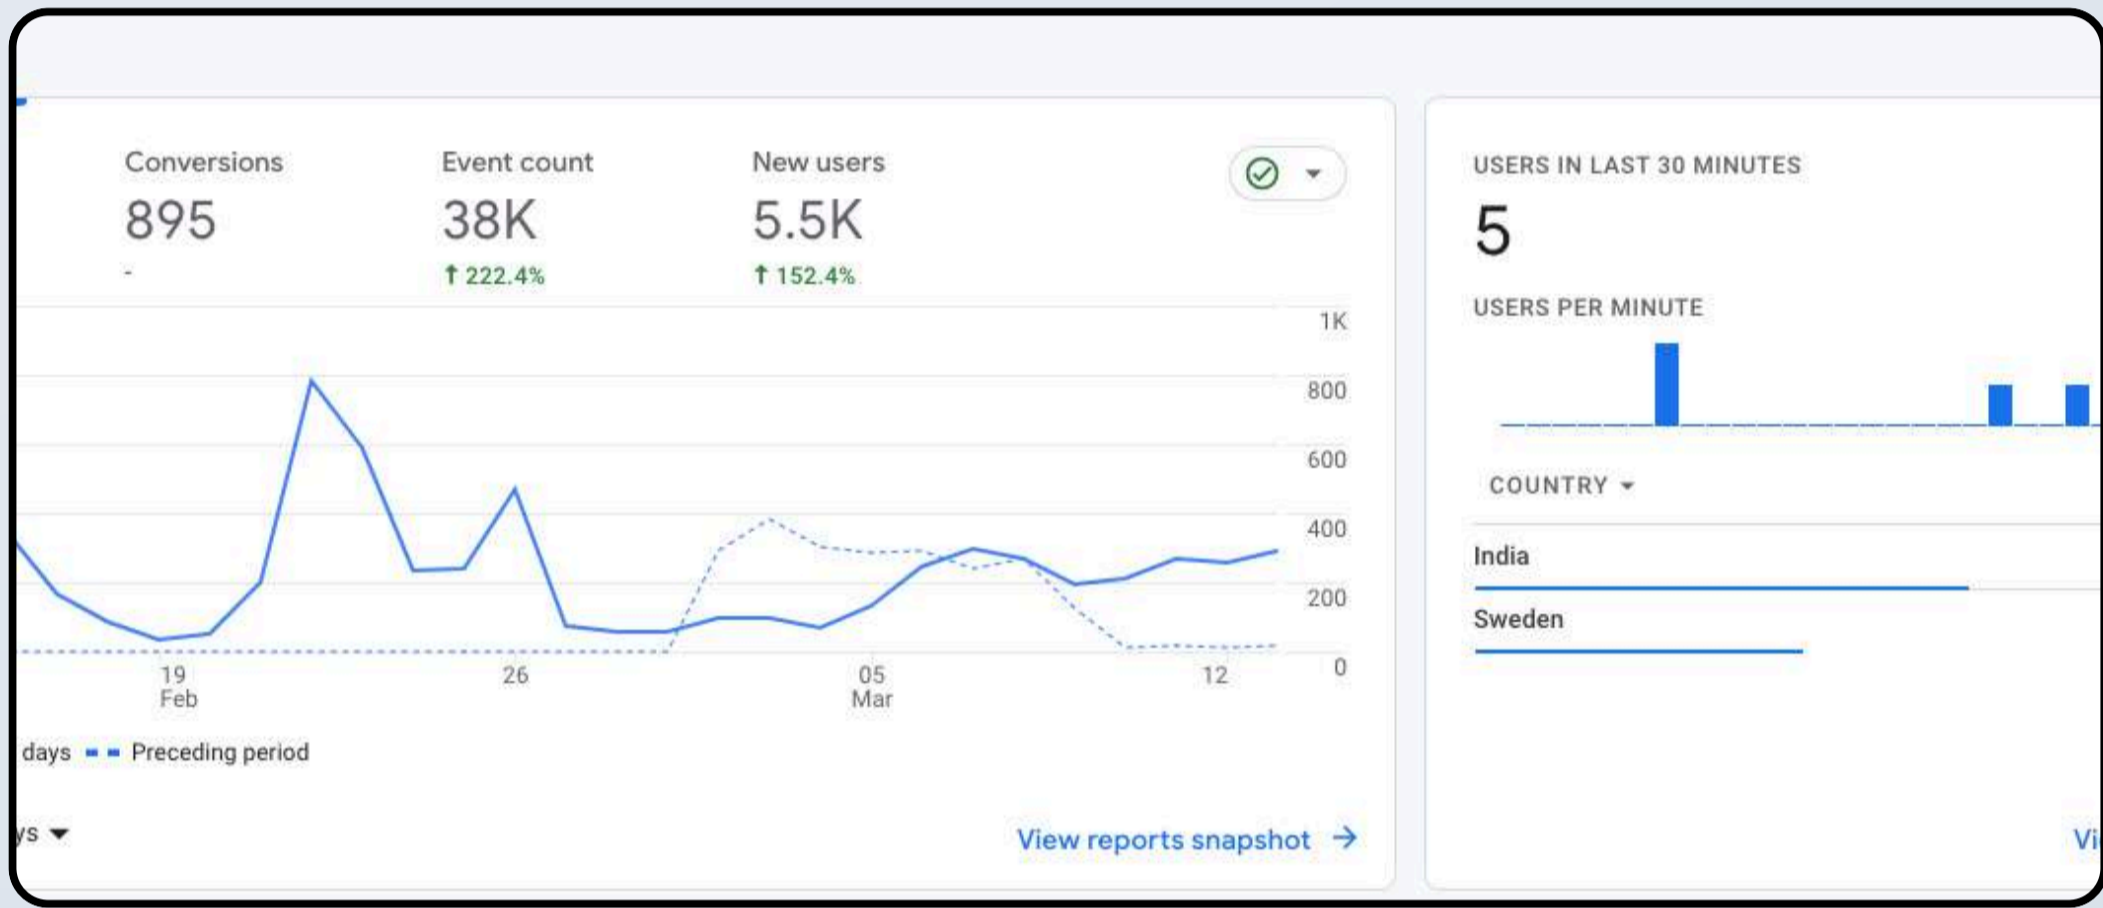 Conversions
895
-
Event count
38K
↑ 222.4%
New users
5.5K
↑ 152.4%
1K
800
600
400
200
0
19
Feb
26
05
Mar
12
days
Preceding period
ys
View reports snapshot →
USERS IN LAST 30 MINUTES
5
USERS PER MINUTE
COUNTRY
India
Sweden
Vi